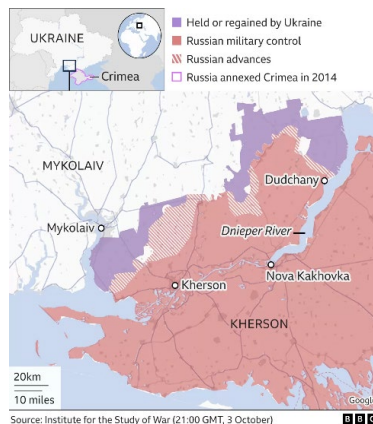 UKRAINE
Crimea
Held or regained by Ukraine
Russian military control
Russian advances
Russia annexed Crimea in 2014
MYKOLAIV
Dudchany
Mykolaiv
Dnieper River
Nova Kakhovka
Kherson
KHERSON
20km
10 miles
Google
Source: Institute for the Study of War (21:00 GMT, 3 October)
BBC